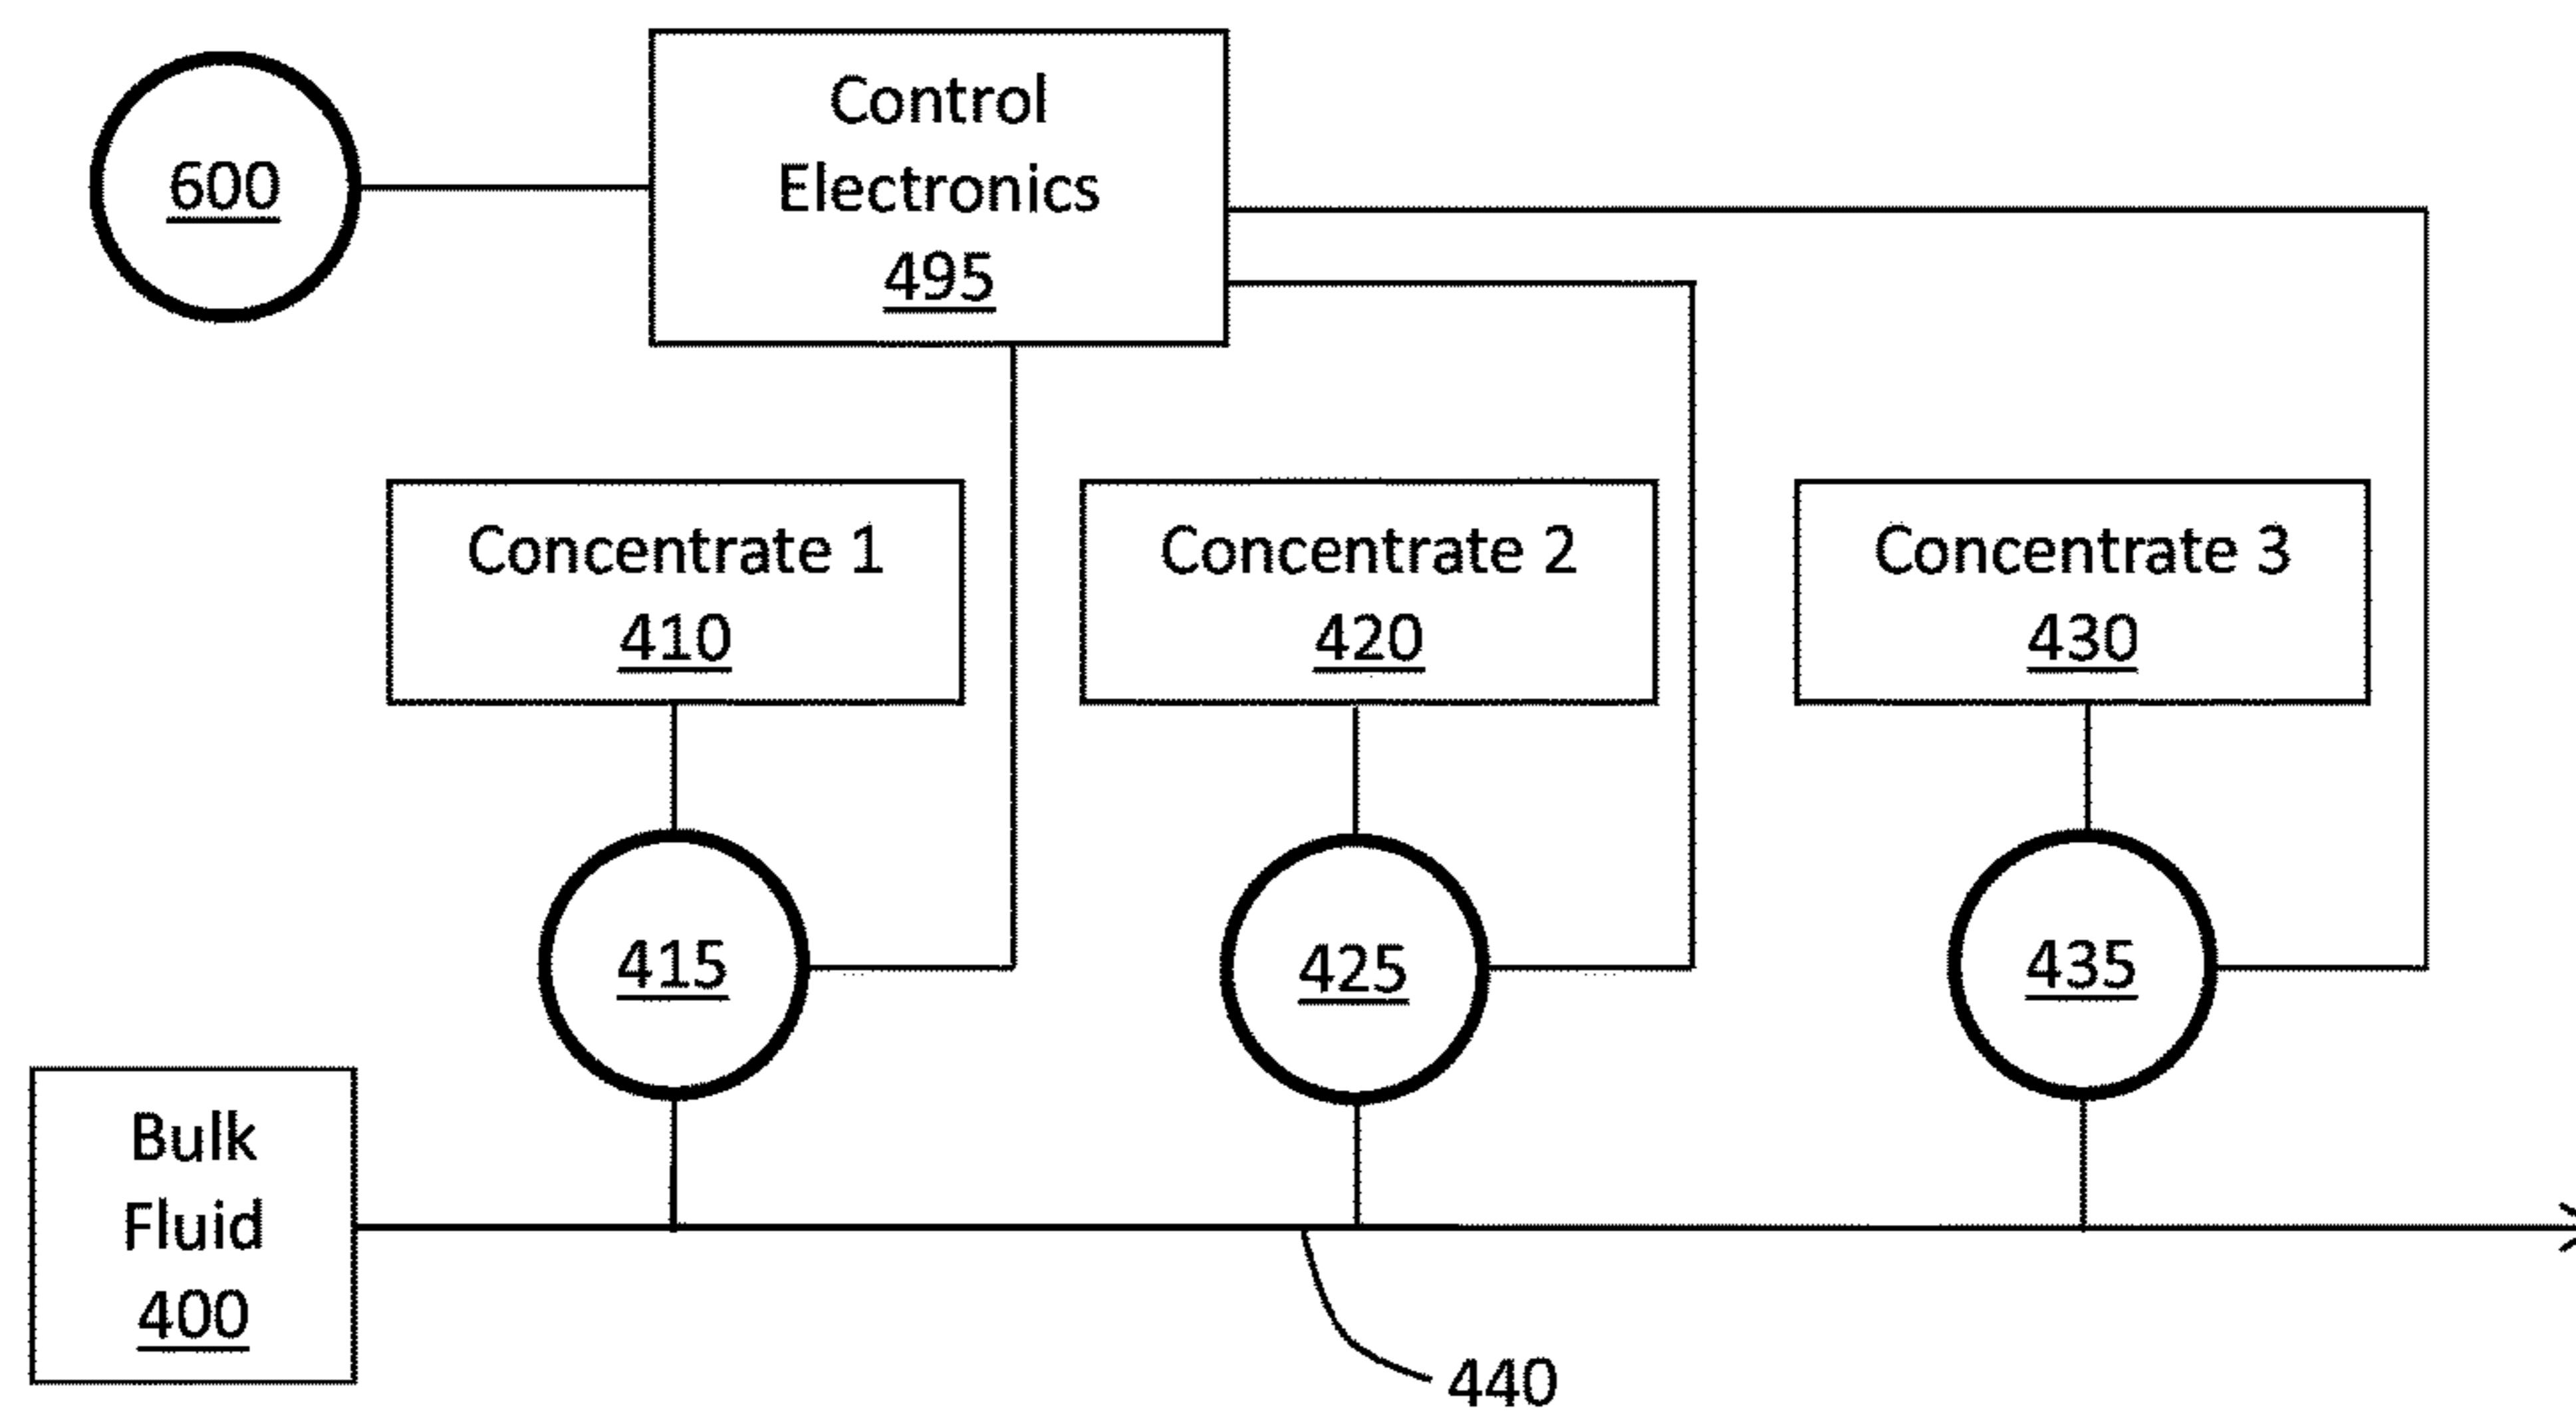 600
Control
Electronics
495
Concentrate 1
410
Concentrate 2
420
Concentrate 3
430
415
425
435
Bulk
Fluid
400
440